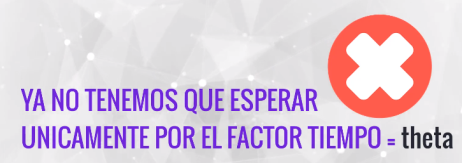 YA NO TENEMOS QUE ESPERAR
UNICAMENTE POR EL FACTOR TIEMPO = theta